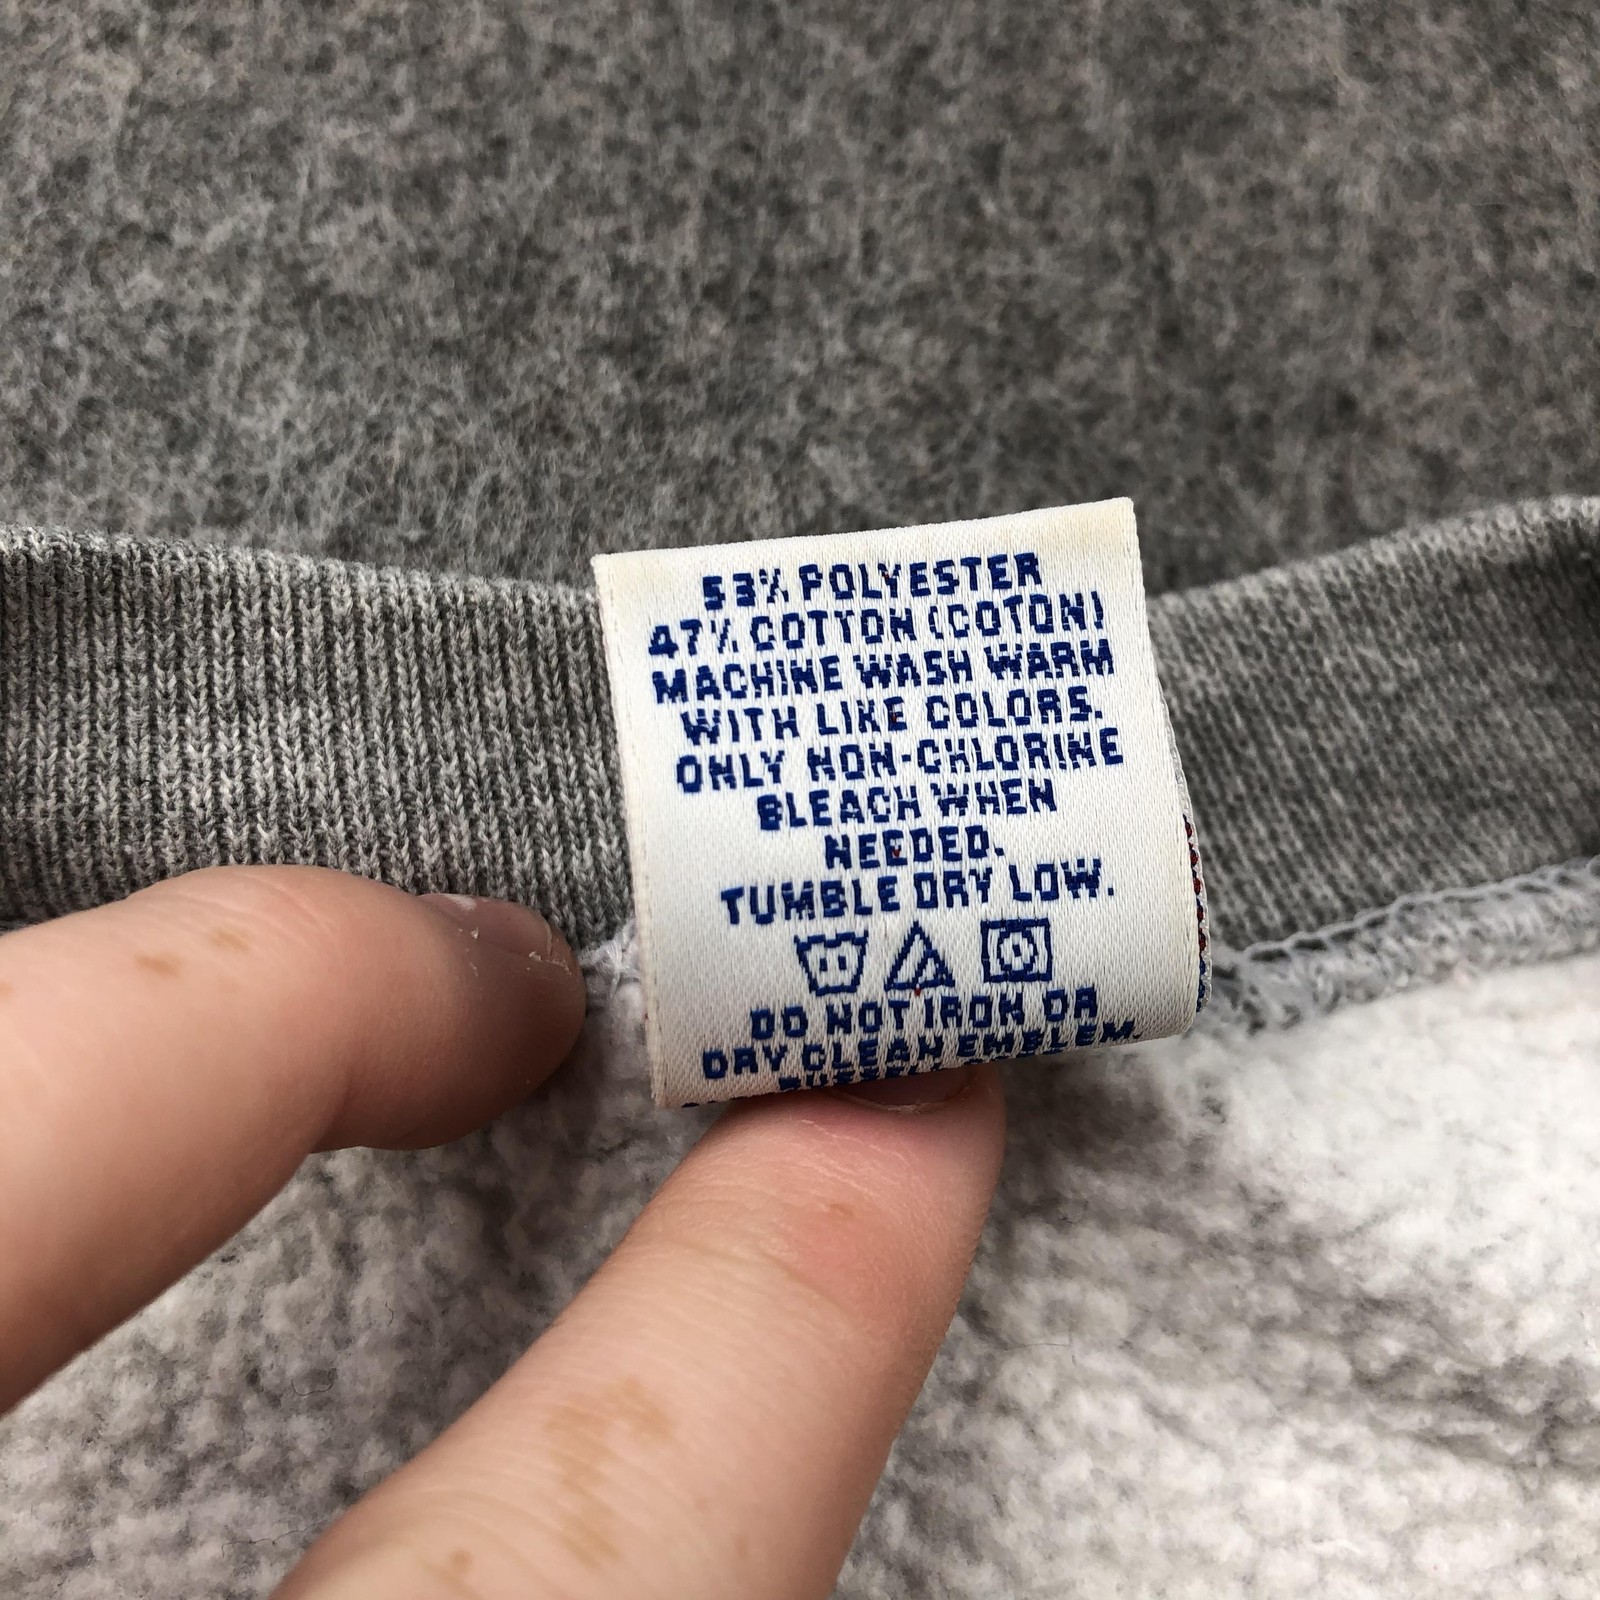 53% POLYESTER
47% COTTON (COTON)
MACHINE WASH WARM
WITH LIKE COLORS.
ONLY NON-CHLORINE
BLEACH WHEN
NEEDED.
TUMBLE DRY LOW.
DO NOT IRON OR
DRY CLEAN EMBLEM.
RUSSELL